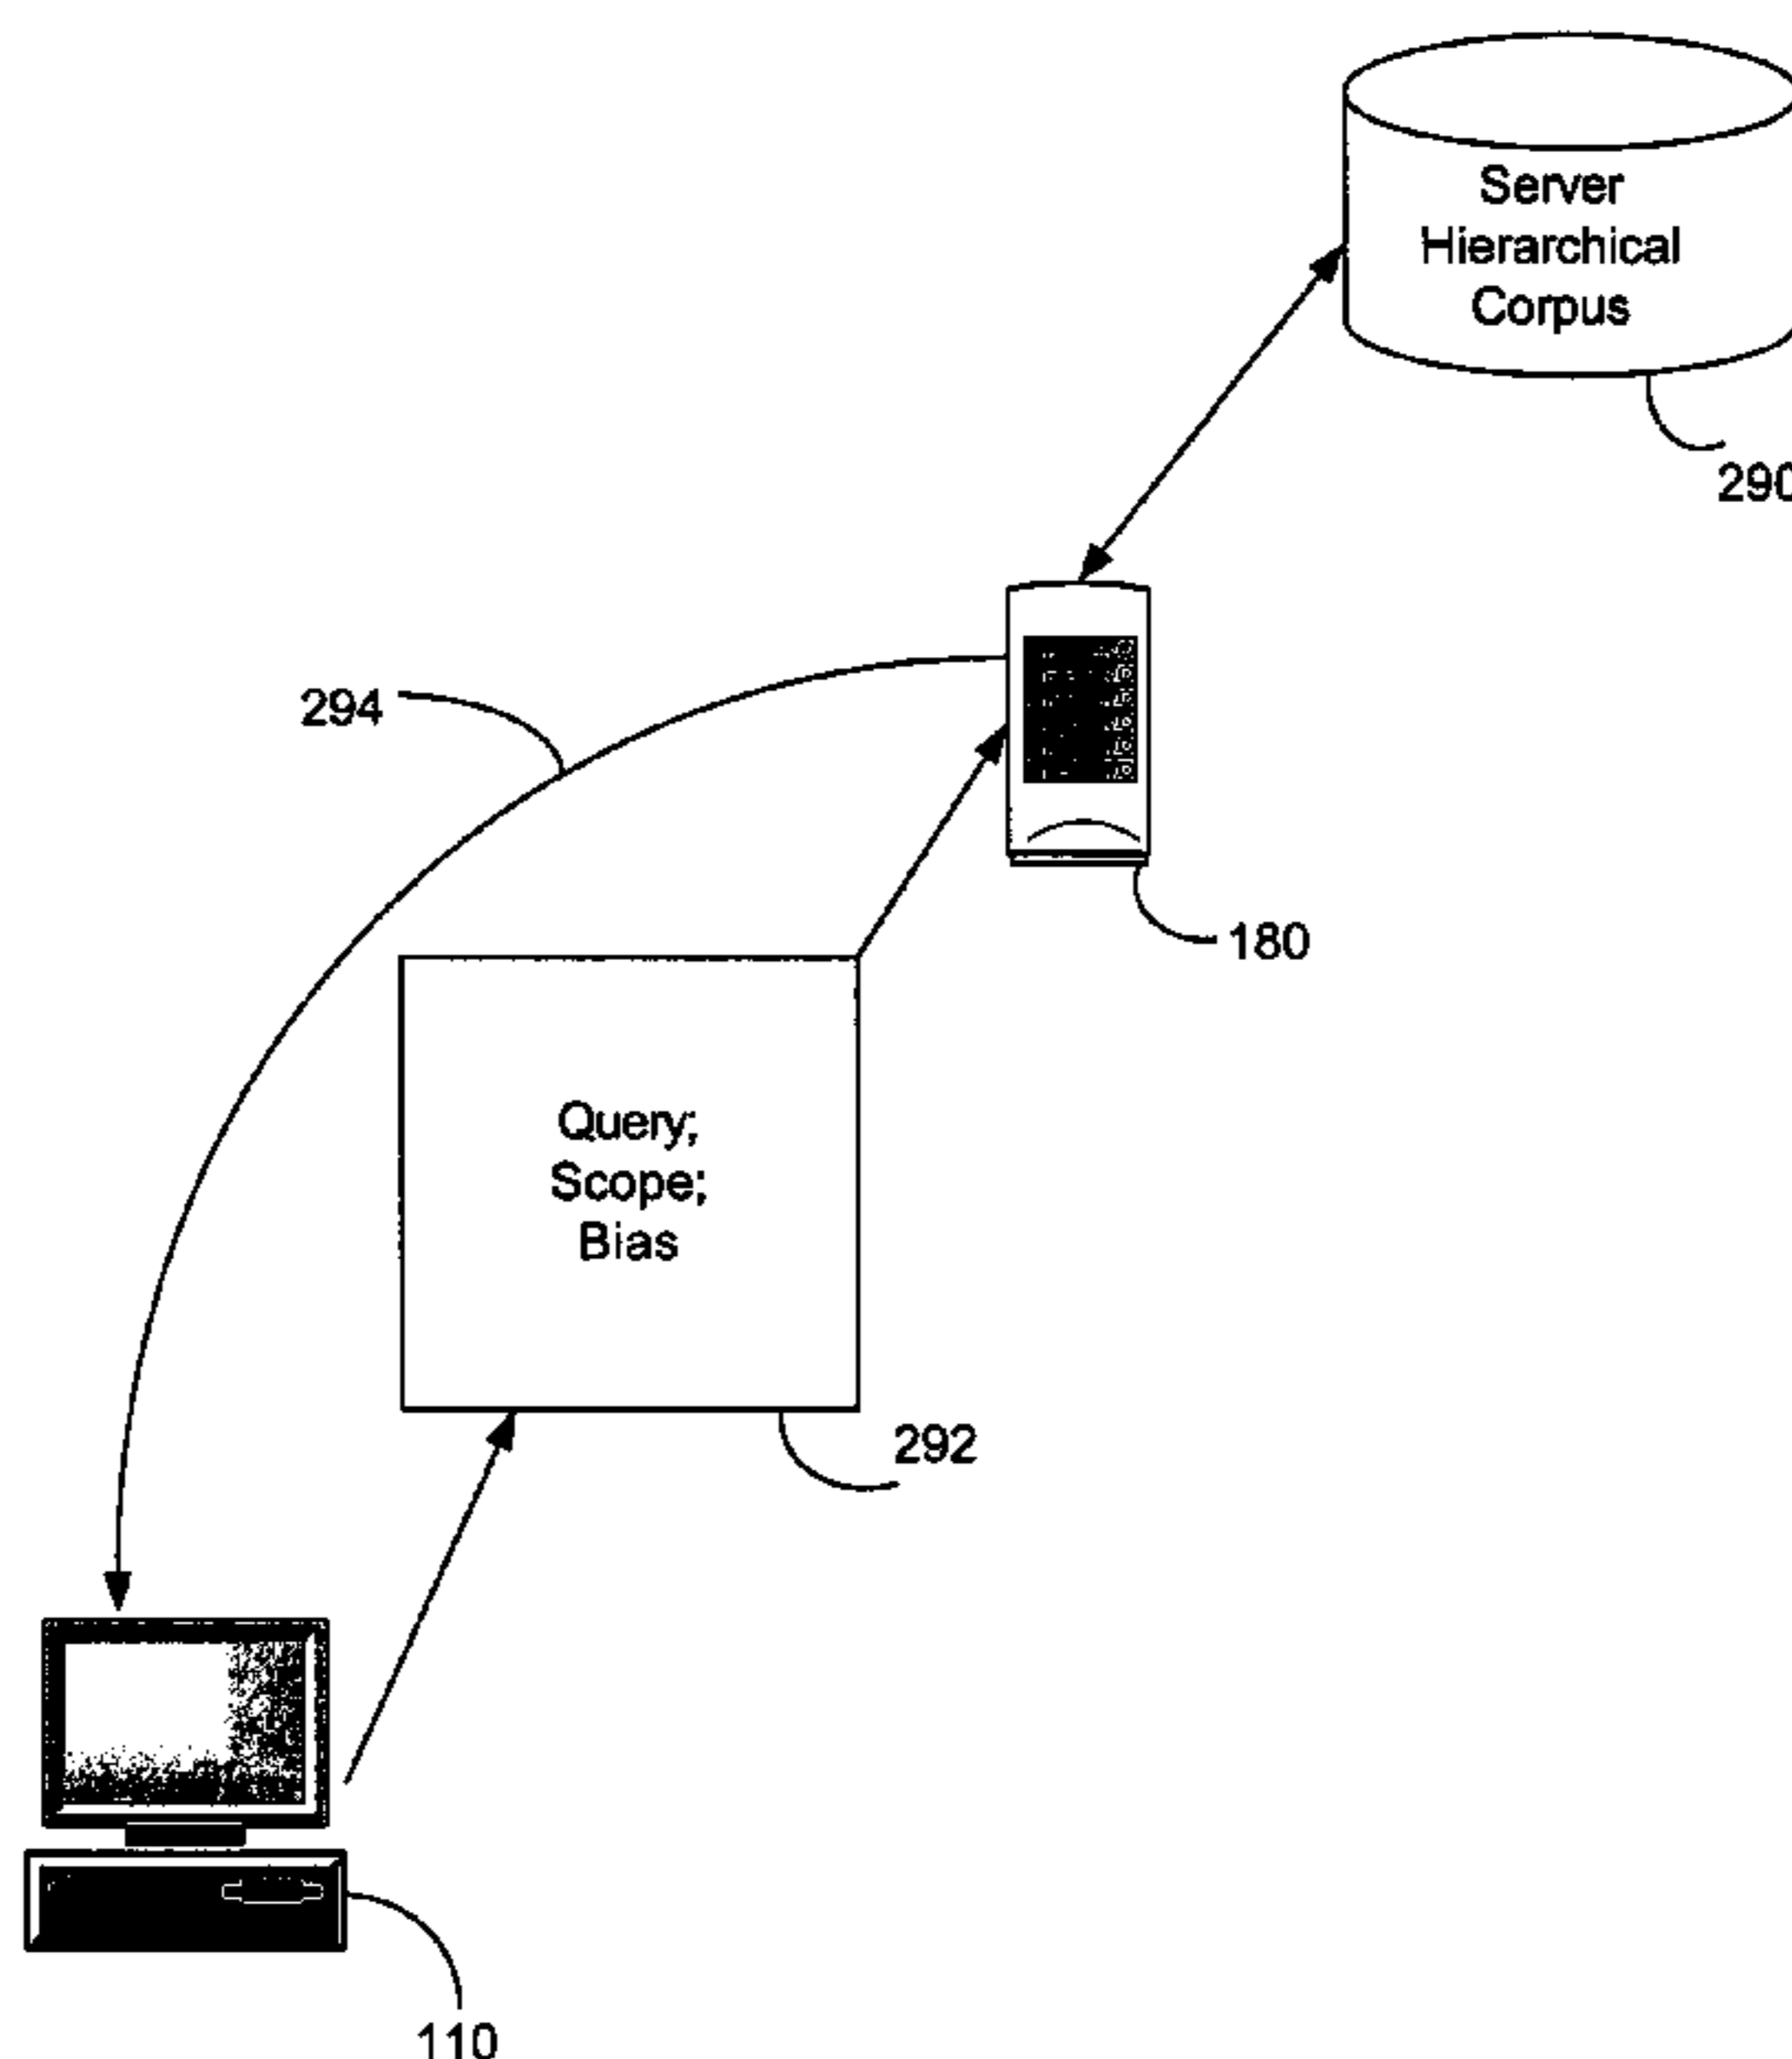 Server
Hierarchical
Corpus
290
294
180
Query;
Scope;
Bias
292
110